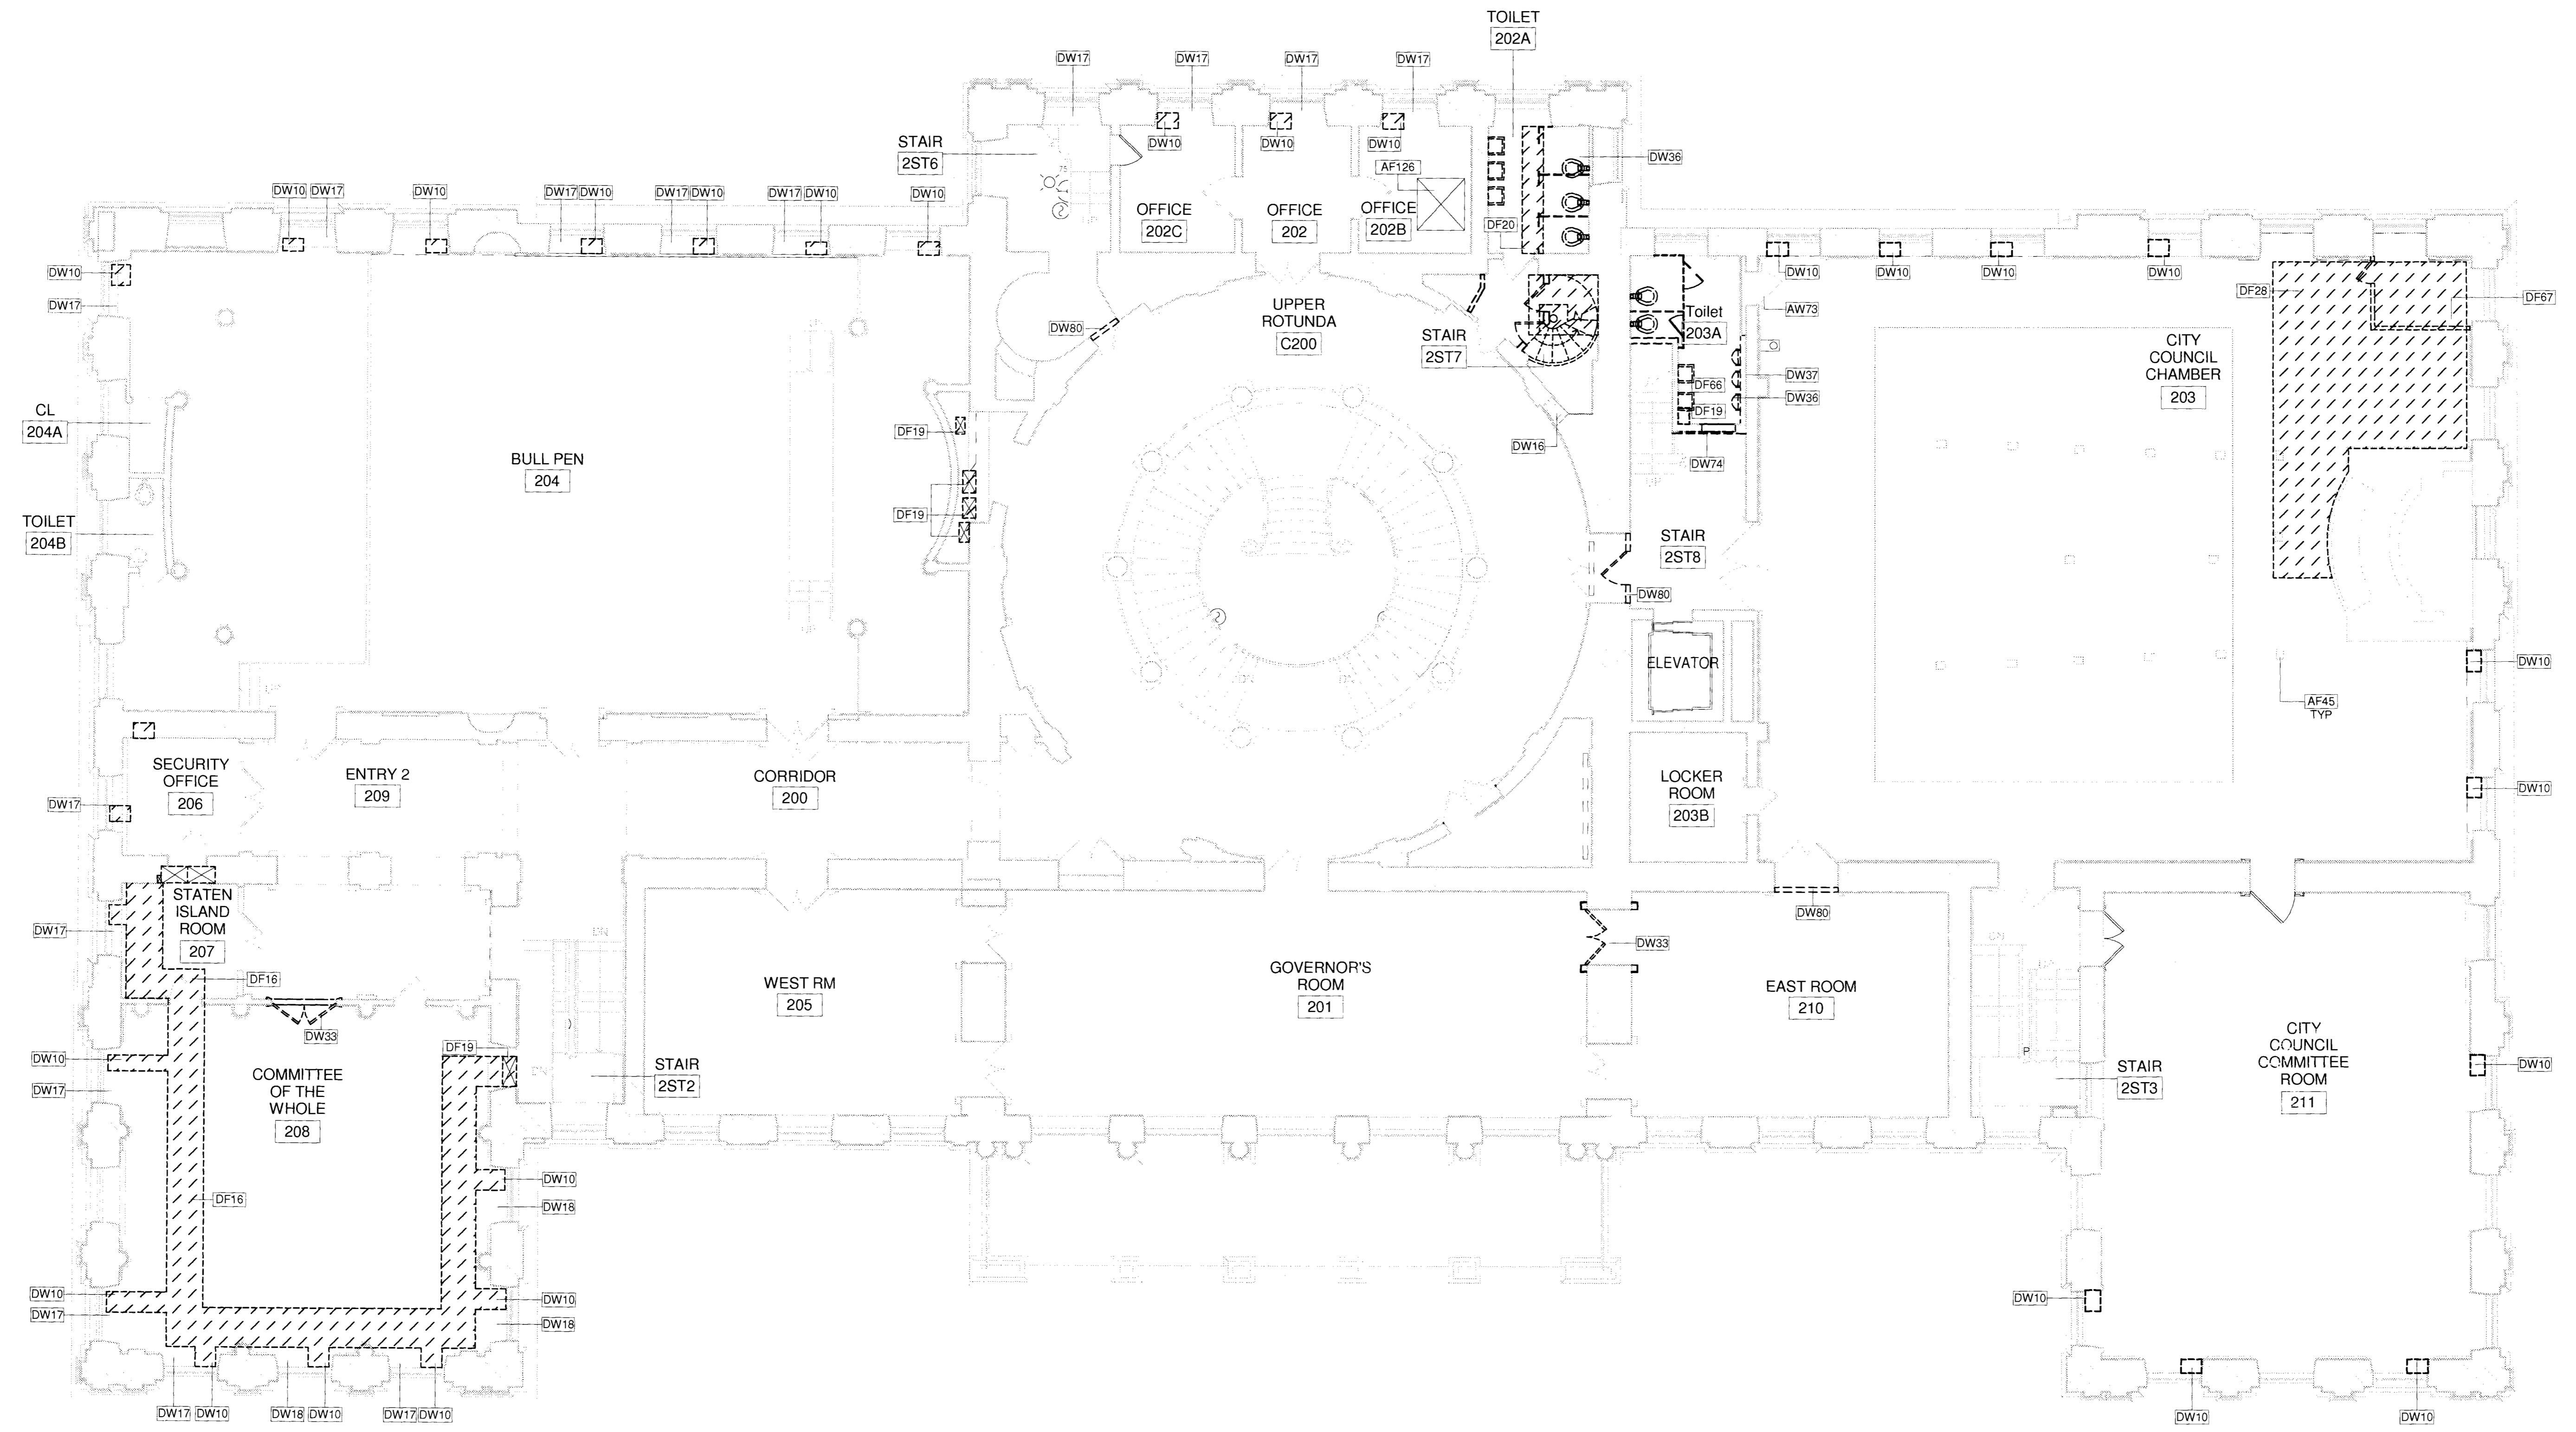 TOILET
202A
DW17
DW17
DW17
DW17
STAIR
2ST6
DW10
DW10
DW10
AF126
DW36
75
OFFICE
202C
OFFICE
202
OFFICE
202B
DF20
DW10
DW17
DW10
DW17
DW10
DW17
DW10
DW17
DW10
DW10
DW10
DW17
DW10
DW10
DW10
DW10
DF28
DF67
AW73
UPPER
ROTUNDA
C200
DW80
STAIR
2ST7
Toilet
203A
CITY
COUNCIL
CHAMBER
203
DF66
DW37
DF19
DW36
DW16
DW74
CL
204A
BULL PEN
204
DF19
DF19
TOILET
204B
STAIR
2ST8
DW80
ELEVATOR
DW10
AF45
TYP
SECURITY
OFFICE
206
ENTRY 2
209
CORRIDOR
200
LOCKER
ROOM
203B
DW17
DW10
STATEN
ISLAND
ROOM
207
DW17
DF16
DW80
DW33
DN
WEST RM
205
GOVERNOR'S
ROOM
201
EAST ROOM
210
DW33
DF19
DW10
DW17
COMMITTEE
OF THE
WHOLE
208
STAIR
2ST2
STAIR
2ST3
CITY
COUNCIL
COMMITTEE
ROOM
211
DW10
DF16
DW10
DW18
DW10
DW17
DW10
DW18
DW10
DW17
DW10
DW18
DW10
DW17
DW10
DW10
DW10